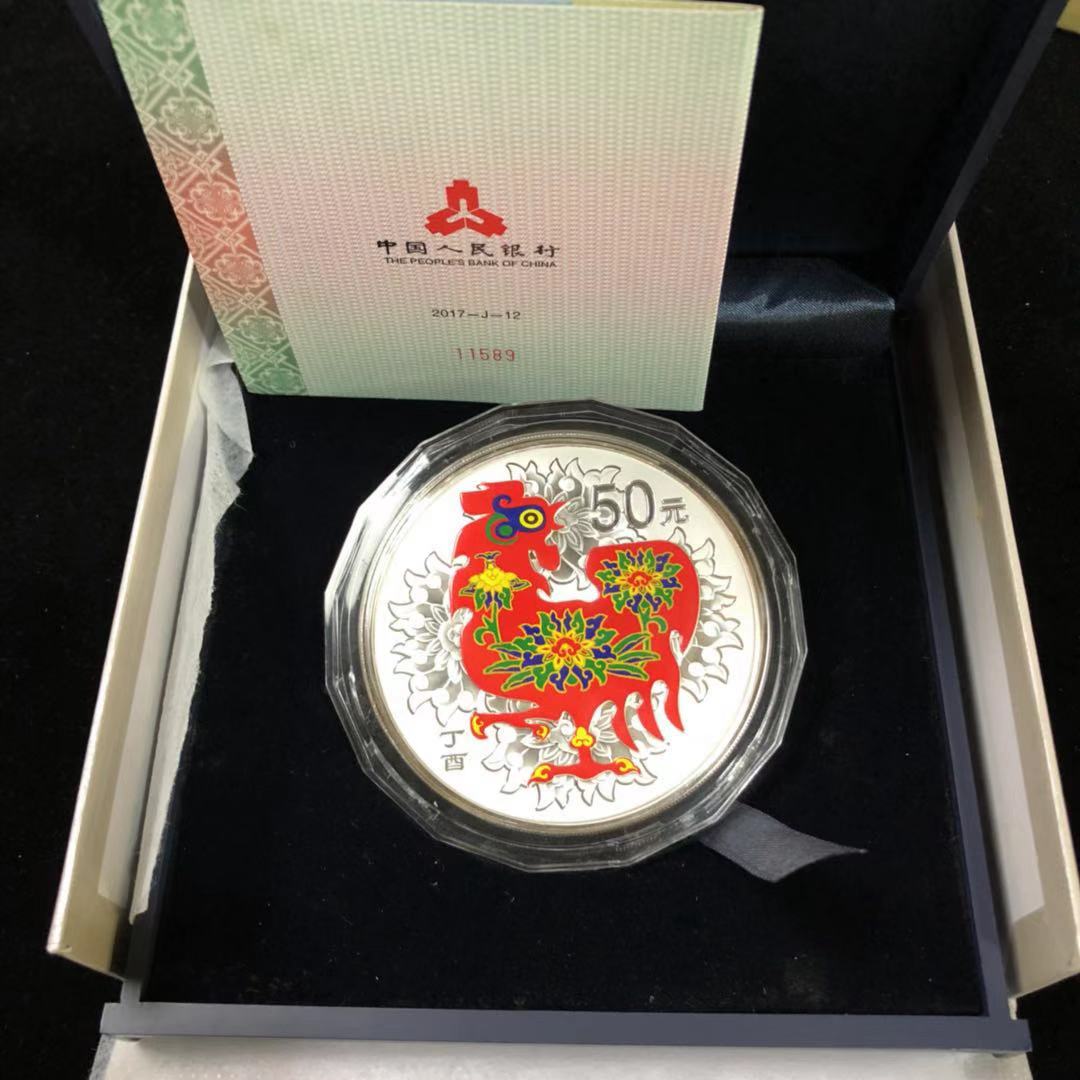 中国人民银行
THE PEOPLE'S BANK OF CHINA
2017-J-12
11589
50元
丁
酉